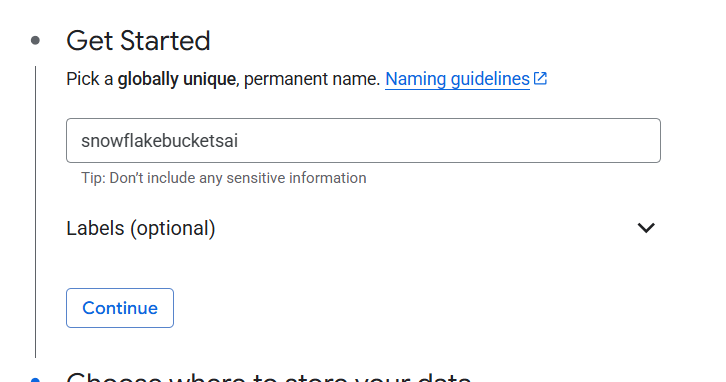 Get Started
Pick a globally unique, permanent name. Naming guidelines
snowflakebucketsai
Tip: Don't include any sensitive information
Labels (optional)
Continue
Choose where to store your data